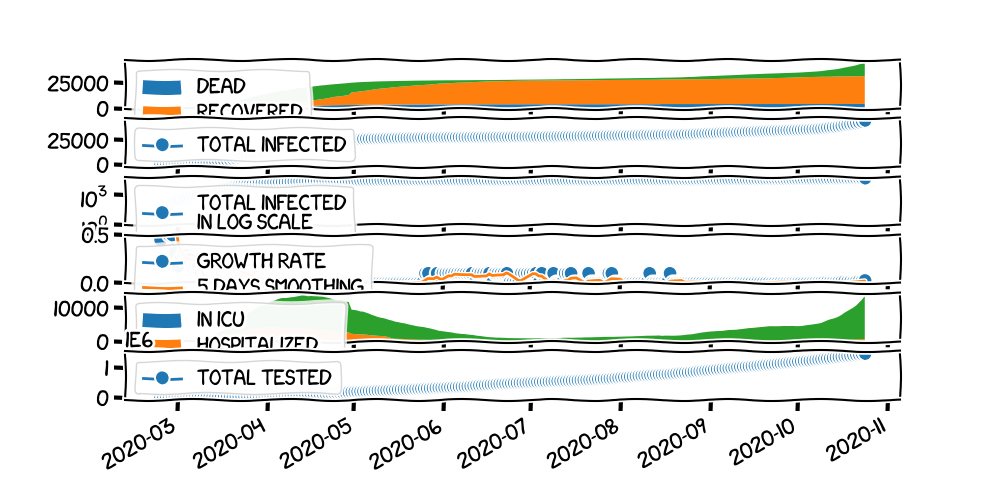 25000
0
DEAD
RECOVERED
25000
0
TOTAL INFECTED
10³
10⁰
TOTAL INFECTED
IN LOG SCALE
0.5
0.0
GROWTH RATE
5 DAYS SMOOTHING
10000
0
IN ICU
HOSPITALIZED
1E6
1
0
TOTAL TESTED
2020-03 2020-04 2020-05 2020-06 2020-07 2020-08 2020-09 2020-10 2020-11